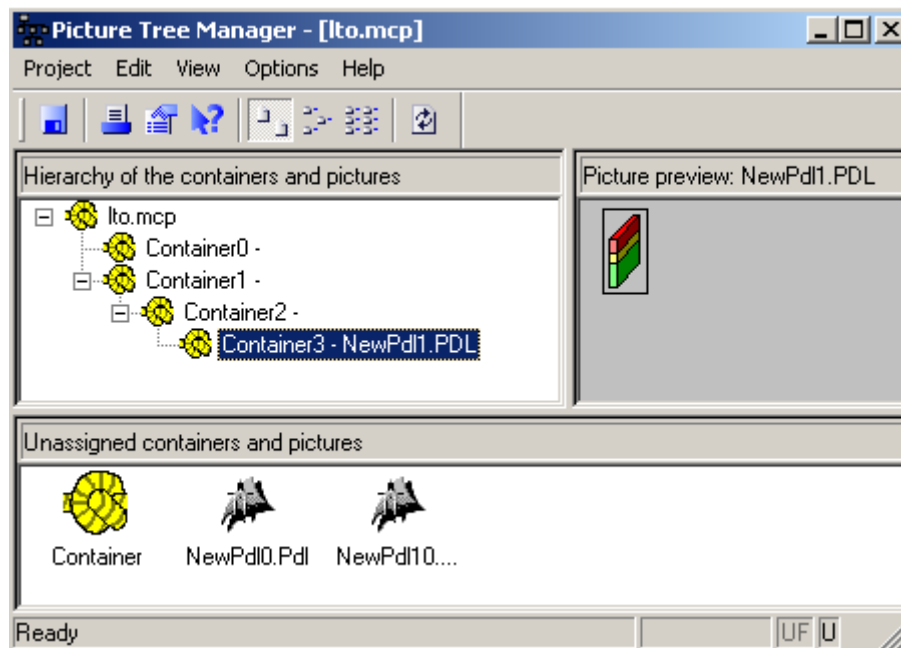 Picture Tree Manager - [lto.mcp]
Project Edit View Options Help
Hierarchy of the containers and pictures
Picture preview: NewPdl1.PDL
lto.mcp
Container0 -
Container1 -
Container2 -
Container3 - NewPdl1.PDL
Unassigned containers and pictures
Container NewPdl0.Pdl NewPdl10....
Ready UF U